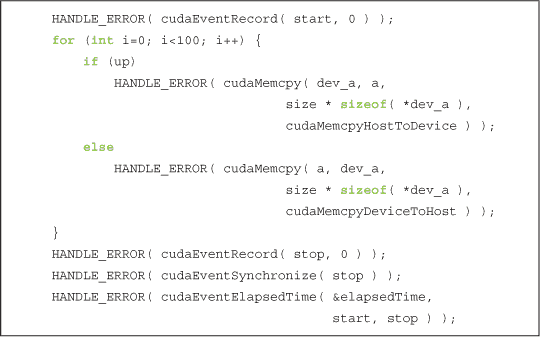 HANDLE_ERROR( cudaEventRecord( start, 0 ) );
for (int i=0; i<100; i++) {
    if (up)
        HANDLE_ERROR( cudaMemcpy( dev_a, a,
                              size * sizeof( *dev_a ),
                              cudaMemcpyHostToDevice ) );
    else
        HANDLE_ERROR( cudaMemcpy( a, dev_a,
                              size * sizeof( *dev_a ),
                              cudaMemcpyDeviceToHost ) );
}
HANDLE_ERROR( cudaEventRecord( stop, 0 ) );
HANDLE_ERROR( cudaEventSynchronize( stop ) );
HANDLE_ERROR( cudaEventElapsedTime( &elapsedTime,
                                    start, stop ) );